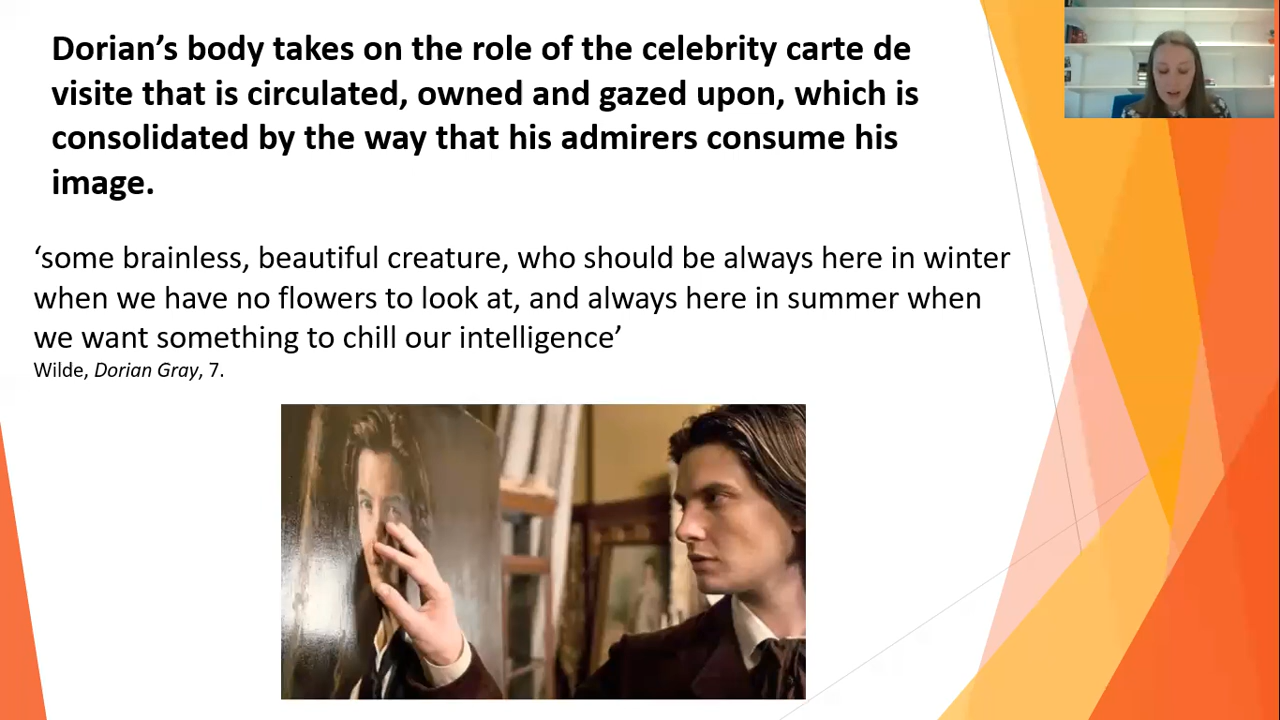 Dorian’s body takes on the role of the celebrity carte de
visite that is circulated, owned and gazed upon, which is
consolidated by the way that his admirers consume his
image.
‘some brainless, beautiful creature, who should be always here in winter
when we have no flowers to look at, and always here in summer when
we want something to chill our intelligence’
Wilde, Dorian Gray, 7.